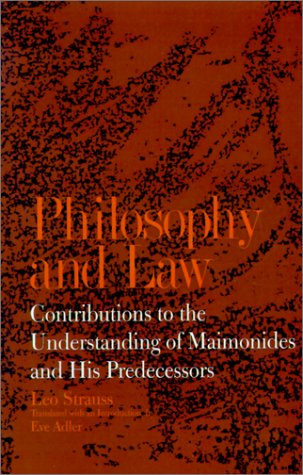 Philosophy
and Law
Contributions to the
Understanding of Maimonides
and His Predecessors
Leo Strauss
Translated with an Introduction by
Eve Adler